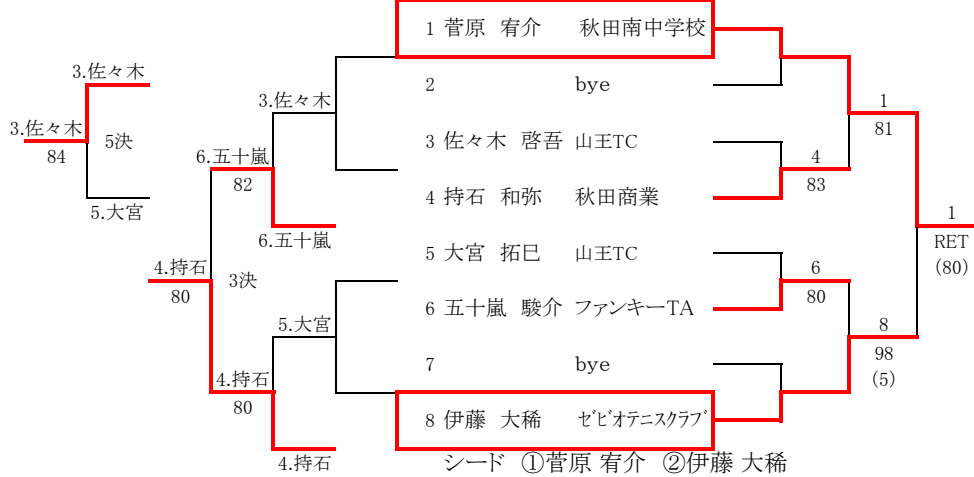 1 菅原 宥介 秋田南中学校
2 bye
3 佐々木 啓吾 山王TC
4 持石 和弥 秋田商業
5 大宮 拓巳 山王TC
6 五十嵐 駿介 ファンキーTA
7 bye
8 伊藤 大稀 ゼビオテニスクラブ
シード ①菅原 宥介 ②伊藤 大稀
3.佐々木
3.佐々木
84
5決
5.大宮
3.佐々木
6.五十嵐
82
6.五十嵐
4.持石
80
3決
5.大宮
4.持石
80
4.持石
4
83
1
81
6
80
8
98
(5)
1
RET
(80)